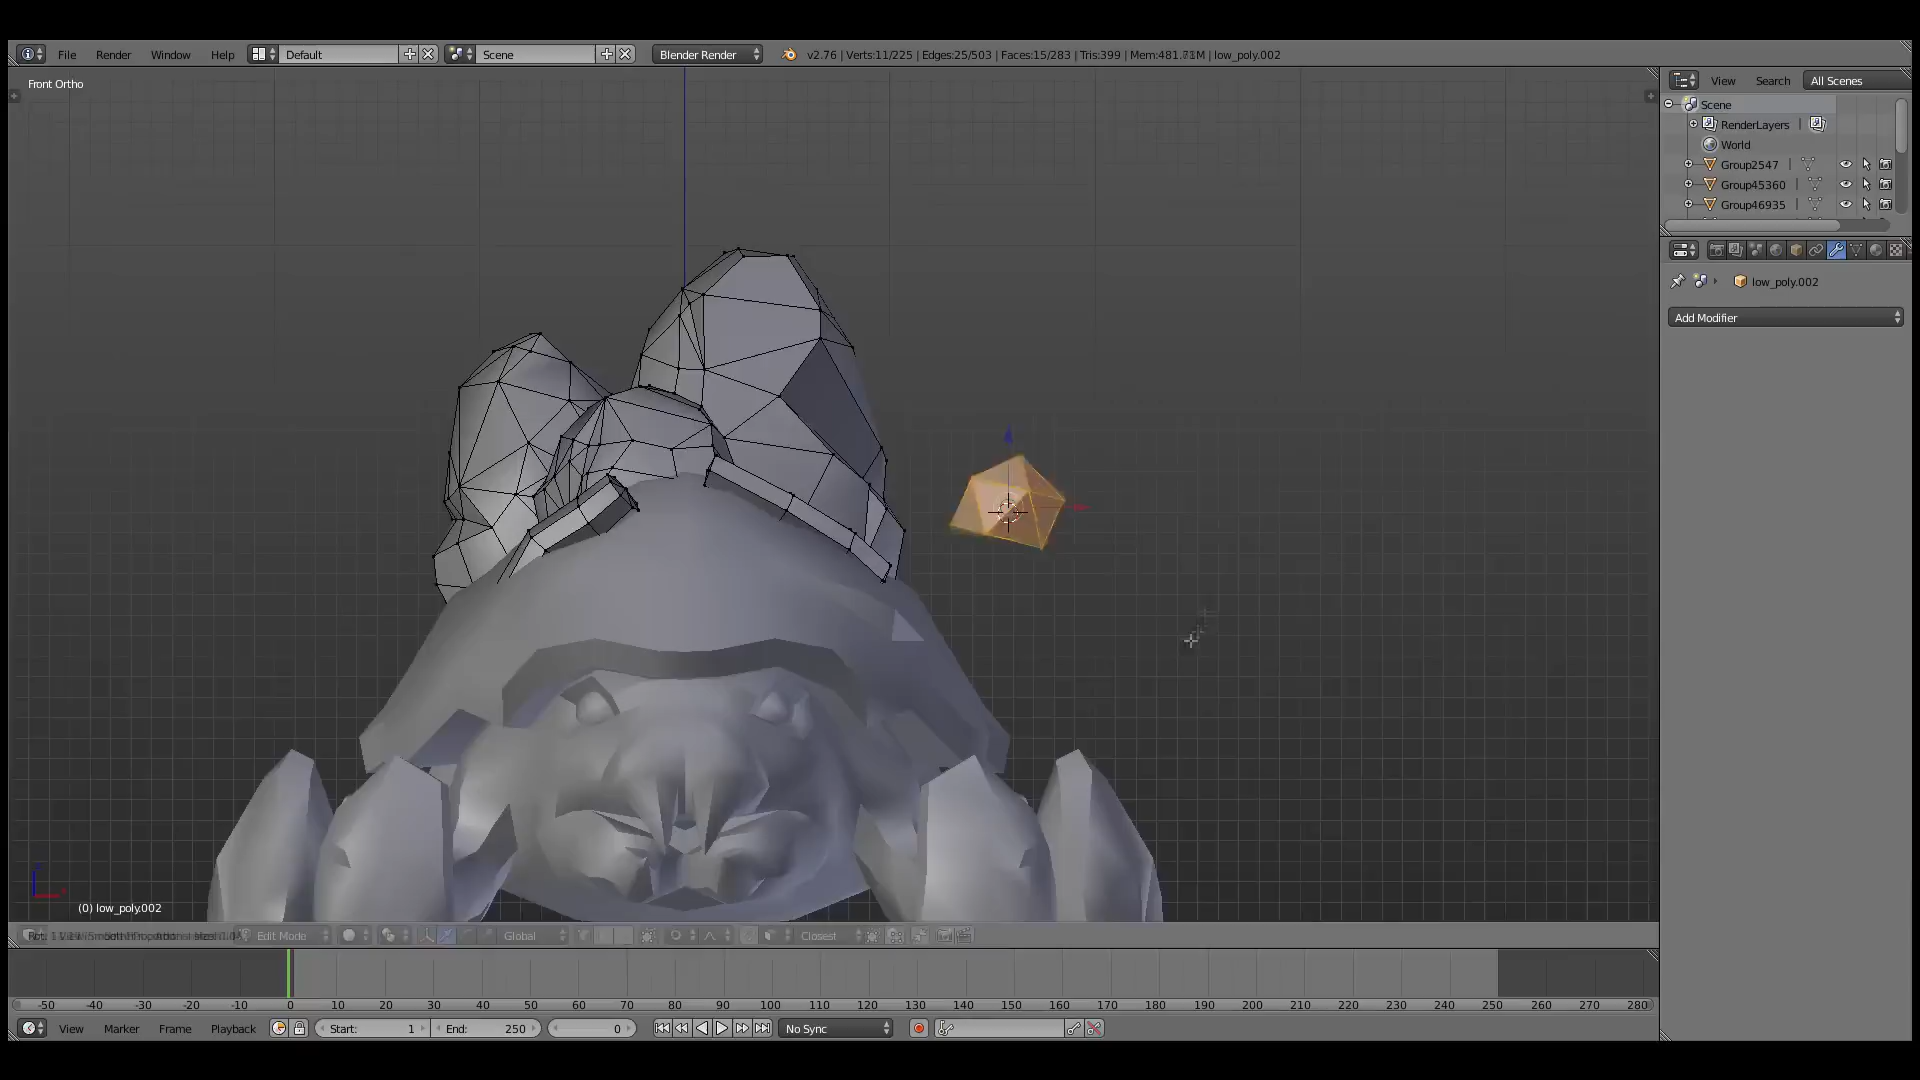 File Render Window Help Default Scene Blender Render v2.76 | Verts:11/225 | Edges:25/503 | Faces:15/283 | Tris:399 | Mem:481. M | low_poly.002
Front Ortho
View Search All Scenes
Scene
RenderLayers
World
Group2547
Group45360
Group46935
low_poly.002
Add Modifier
(0) low_poly.002
Edit Mode Global Closest
-50 -40 -30 -20 -10 0 10 20 30 40 50 60 70 80 90 100 110 120 130 140 150 160 170 180 190 200 210 220 230 240 250 260 270 280
View Marker Frame Playback Start: 1 End: 250 0 No Sync